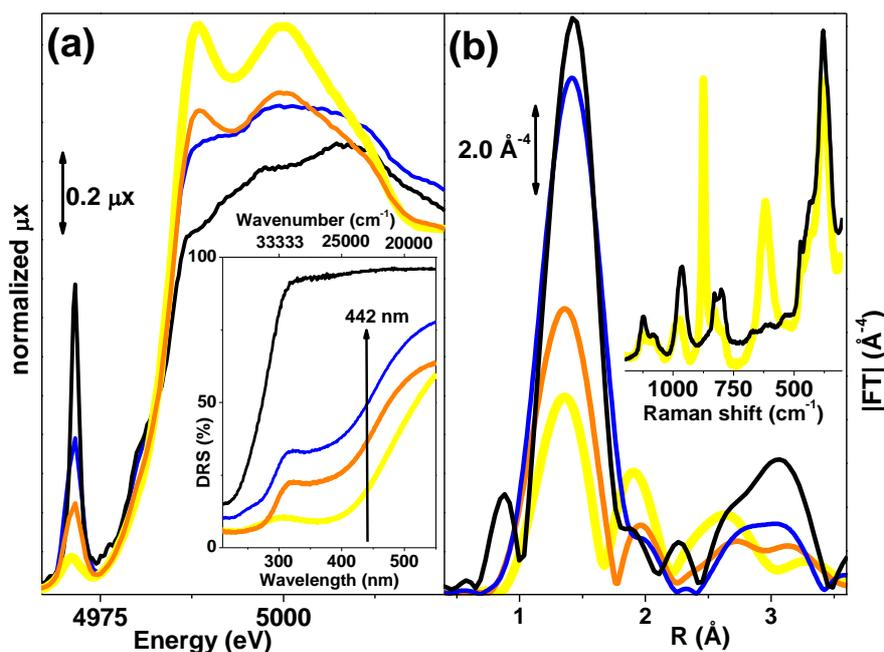 (a)
0.2 μx
normalized μx
Wavenumber (cm-1)
33333 25000 20000
100
50
0
DRS (%)
442 nm
300 400 500
Wavelength (nm)
4975 5000
Energy (eV)
(b)
2.0 Å-4
1000 750 500
Raman shift (cm-1)
|FT| (Å-4)
1 2 3
R (Å)